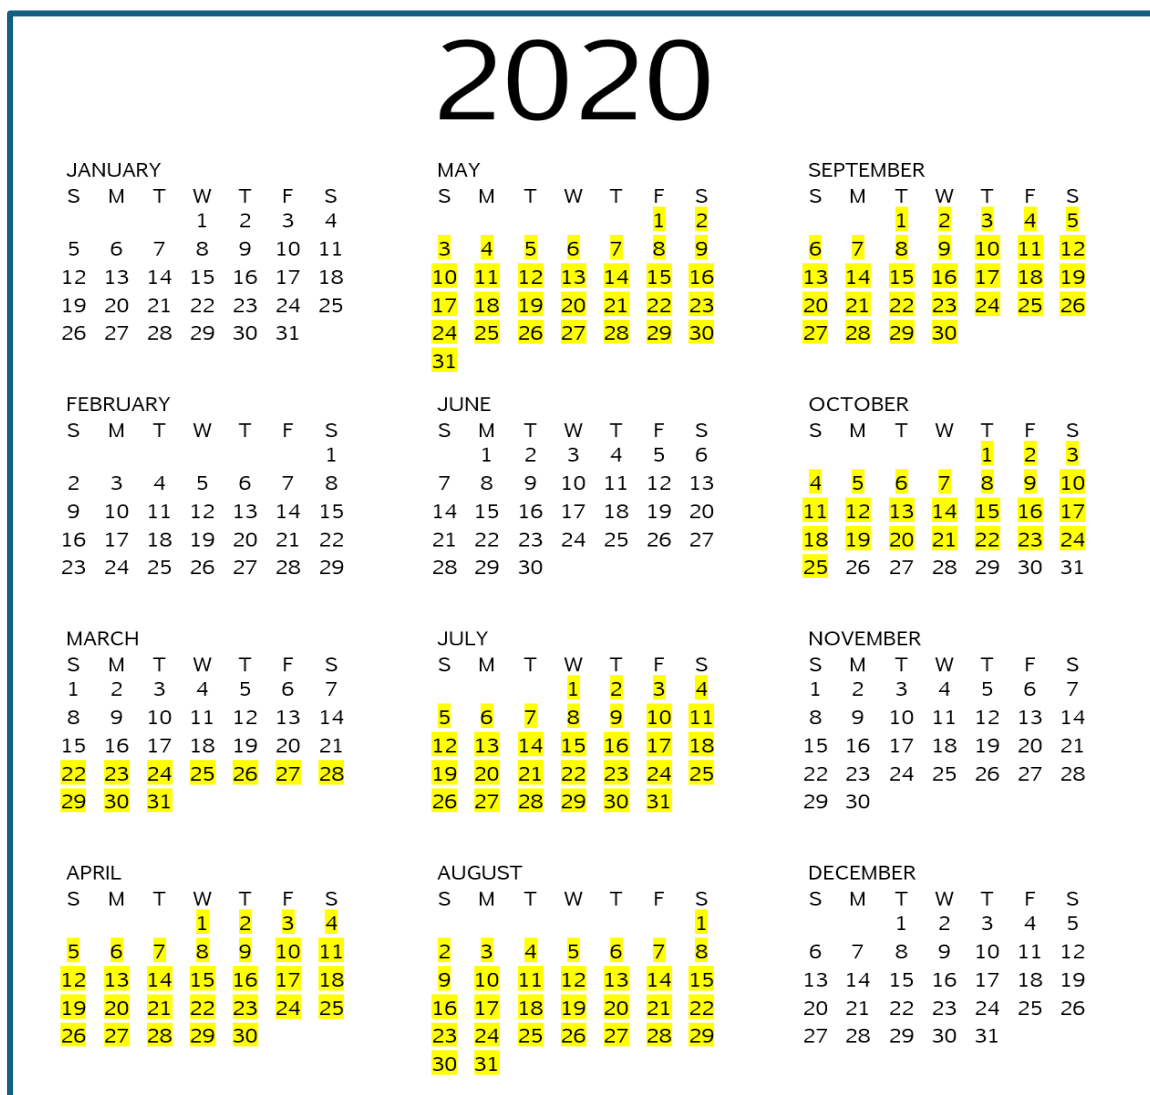 2020
JANUARY
S M T W T F S
1 2 3 4
5 6 7 8 9 10 11
12 13 14 15 16 17 18
19 20 21 22 23 24 25
26 27 28 29 30 31
FEBRUARY
S M T W T F S
1
2 3 4 5 6 7 8
9 10 11 12 13 14 15
16 17 18 19 20 21 22
23 24 25 26 27 28 29
MARCH
S M T W T F S
1 2 3 4 5 6 7
8 9 10 11 12 13 14
15 16 17 18 19 20 21
22 23 24 25 26 27 28
29 30 31
APRIL
S M T W T F S
1 2 3 4
5 6 7 8 9 10 11
12 13 14 15 16 17 18
19 20 21 22 23 24 25
26 27 28 29 30
MAY
S M T W T F S
1 2
3 4 5 6 7 8 9
10 11 12 13 14 15 16
17 18 19 20 21 22 23
24 25 26 27 28 29 30
31
JUNE
S M T W T F S
1 2 3 4 5 6
7 8 9 10 11 12 13
14 15 16 17 18 19 20
21 22 23 24 25 26 27
28 29 30
JULY
S M T W T F S
1 2 3 4
5 6 7 8 9 10 11
12 13 14 15 16 17 18
19 20 21 22 23 24 25
26 27 28 29 30 31
AUGUST
S M T W T F S
1
2 3 4 5 6 7 8
9 10 11 12 13 14 15
16 17 18 19 20 21 22
23 24 25 26 27 28 29
30 31
SEPTEMBER
S M T W T F S
1 2 3 4 5
6 7 8 9 10 11 12
13 14 15 16 17 18 19
20 21 22 23 24 25 26
27 28 29 30
OCTOBER
S M T W T F S
1 2 3
4 5 6 7 8 9 10
11 12 13 14 15 16 17
18 19 20 21 22 23 24
25 26 27 28 29 30 31
NOVEMBER
S M T W T F S
1 2 3 4 5 6 7
8 9 10 11 12 13 14
15 16 17 18 19 20 21
22 23 24 25 26 27 28
29 30
DECEMBER
S M T W T F S
1 2 3 4 5
6 7 8 9 10 11 12
13 14 15 16 17 18 19
20 21 22 23 24 25 26
27 28 29 30 31